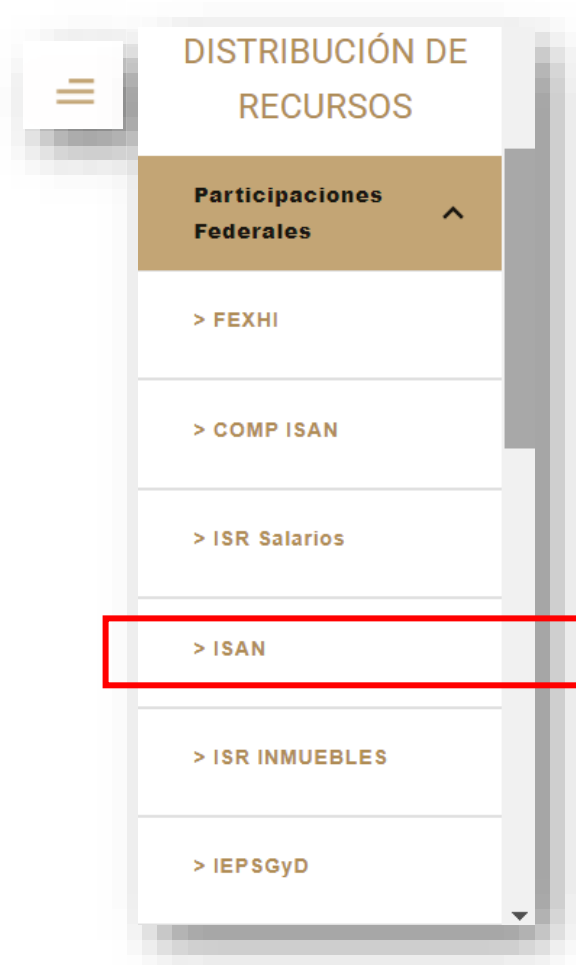 DISTRIBUCIÓN DE
RECURSOS
Participaciones
Federales
> FEXHI
> COMP ISAN
> ISR Salarios
> ISAN
> ISR INMUEBLES
> IEPSGyD